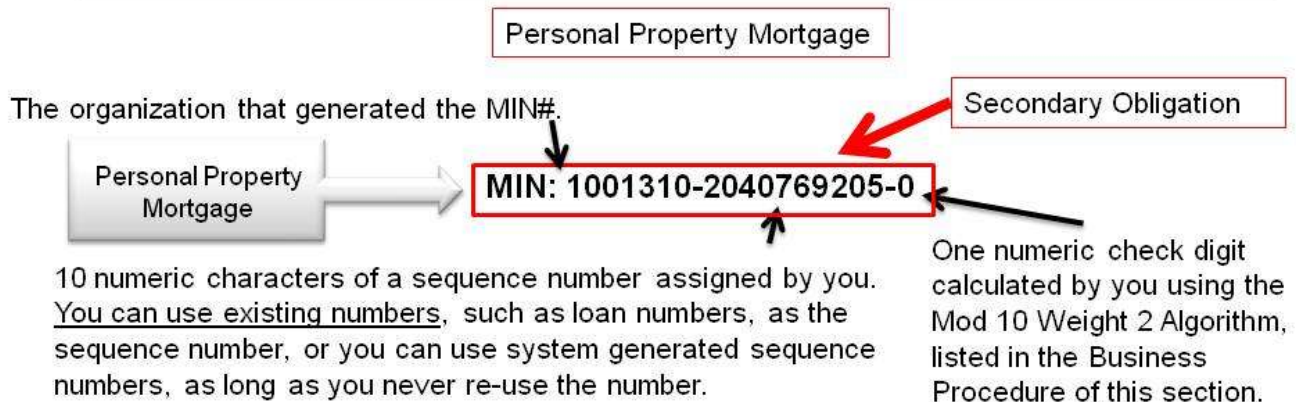 Personal Property Mortgage
The organization that generated the MIN#.
Secondary Obligation
Personal Property
Mortgage
MIN: 1001310-2040769205-0
10 numeric characters of a sequence number assigned by you.
You can use existing numbers, such as loan numbers, as the
sequence number, or you can use system generated sequence
numbers, as long as you never re-use the number.
One numeric check digit
calculated by you using the
Mod 10 Weight 2 Algorithm,
listed in the Business
Procedure of this section.